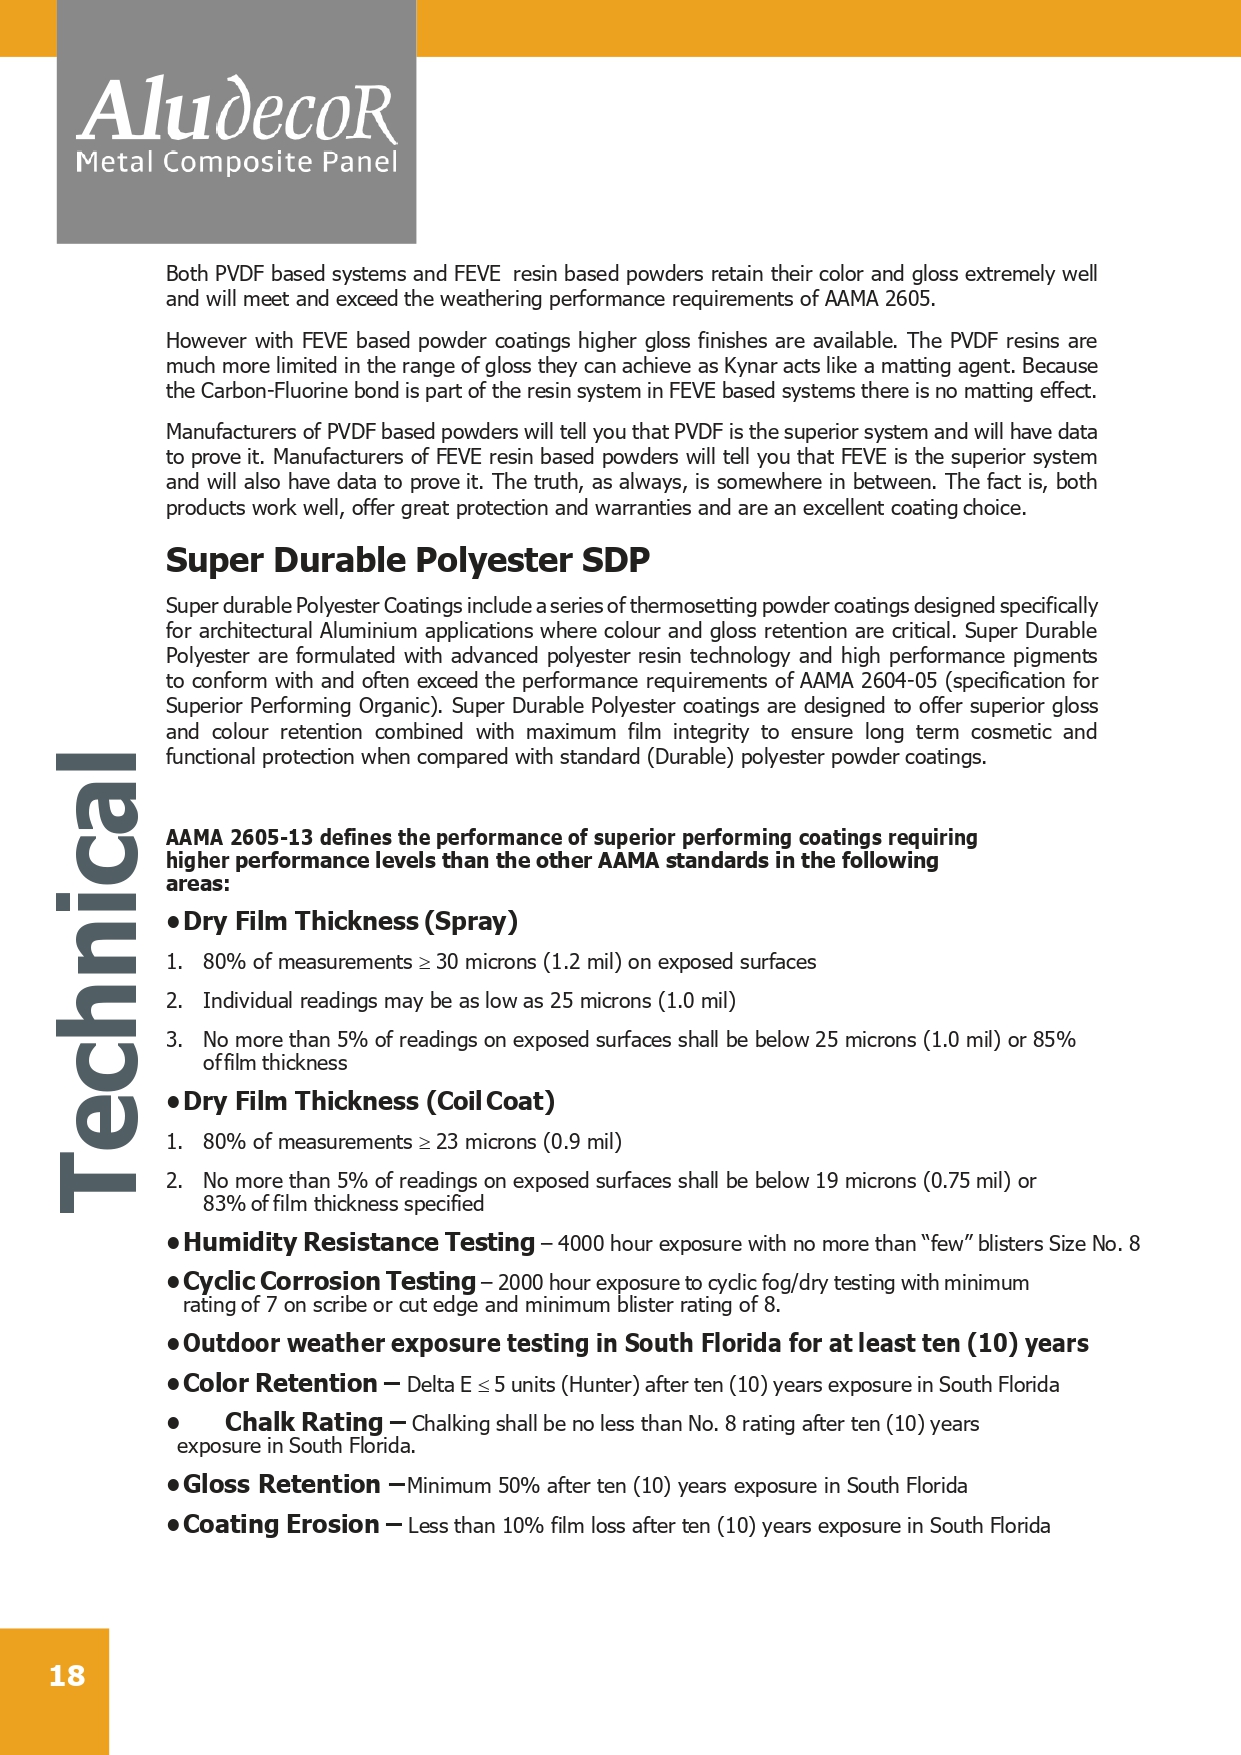 AludecoR
Metal Composite Panel
Both PVDF based systems and FEVE resin based powders retain their color and gloss extremely well
and will meet and exceed the weathering performance requirements of AAMA 2605.
However with FEVE based powder coatings higher gloss finishes are available. The PVDF resins are
much more limited in the range of gloss they can achieve as Kynar acts like a matting agent. Because
the Carbon-Fluorine bond is part of the resin system in FEVE based systems there is no matting effect.
Manufacturers of PVDF based powders will tell you that PVDF is the superior system and will have data
to prove it. Manufacturers of FEVE resin based powders will tell you that FEVE is the superior system
and will also have data to prove it. The truth, as always, is somewhere in between. The fact is, both
products work well, offer great protection and warranties and are an excellent coating choice.
Super Durable Polyester SDP
Super durable Polyester Coatings include a series of thermosetting powder coatings designed specifically
for architectural Aluminium applications where colour and gloss retention are critical. Super Durable
Polyester are formulated with advanced polyester resin technology and high performance pigments
to conform with and often exceed the performance requirements of AAMA 2604-05 (specification for
Superior Performing Organic). Super Durable Polyester coatings are designed to offer superior gloss
and colour retention combined with maximum film integrity to ensure long term cosmetic and
functional protection when compared with standard (Durable) polyester powder coatings.
Technical
AAMA 2605-13 defines the performance of superior performing coatings requiring
higher performance levels than the other AAMA standards in the following
areas:
● Dry Film Thickness (Spray)
1. 80% of measurements ≥ 30 microns (1.2 mil) on exposed surfaces
2. Individual readings may be as low as 25 microns (1.0 mil)
3. No more than 5% of readings on exposed surfaces shall be below 25 microns (1.0 mil) or 85%
of film thickness
● Dry Film Thickness (Coil Coat)
1. 80% of measurements ≥ 23 microns (0.9 mil)
2. No more than 5% of readings on exposed surfaces shall be below 19 microns (0.75 mil) or
83% of film thickness specified
● Humidity Resistance Testing – 4000 hour exposure with no more than “few” blisters Size No. 8
● Cyclic Corrosion Testing – 2000 hour exposure to cyclic fog/dry testing with minimum
rating of 7 on scribe or cut edge and minimum blister rating of 8.
● Outdoor weather exposure testing in South Florida for at least ten (10) years
● Color Retention – Delta E ≤ 5 units (Hunter) after ten (10) years exposure in South Florida
● Chalk Rating – Chalking shall be no less than No. 8 rating after ten (10) years
exposure in South Florida.
● Gloss Retention –Minimum 50% after ten (10) years exposure in South Florida
● Coating Erosion – Less than 10% film loss after ten (10) years exposure in South Florida
18